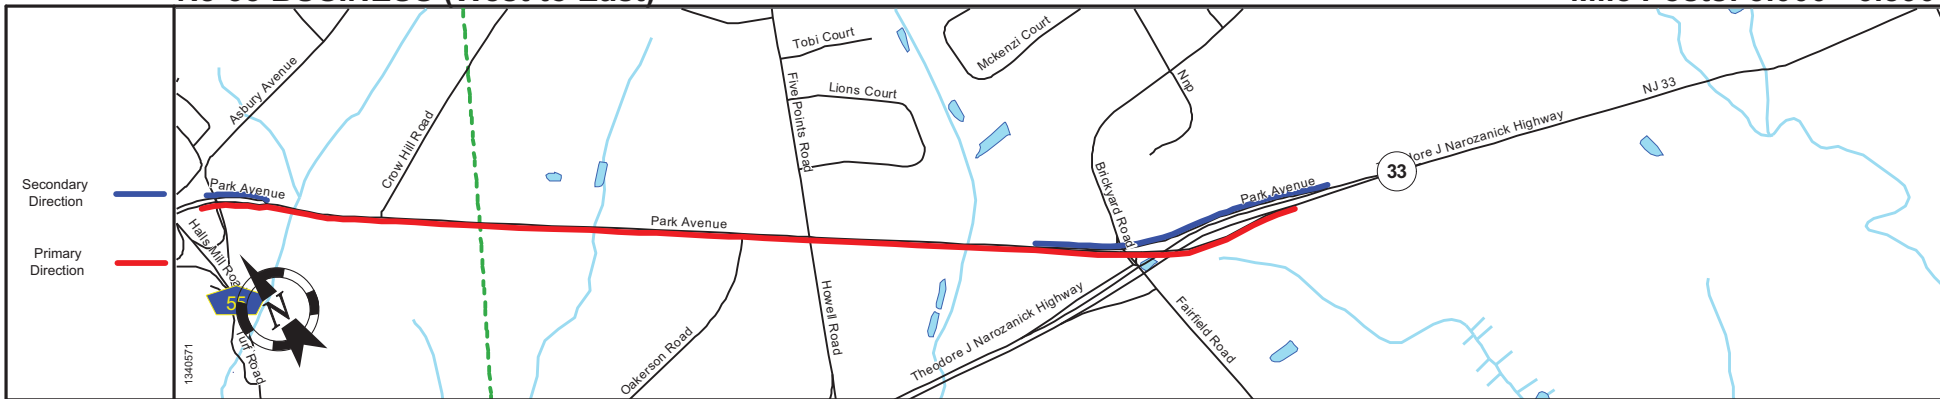 Tobi Court
Mckenzi Court
Asbury Avenue
Five Points Road
Lions Court
Nnp
NJ 33
Theodore J Narozanick Highway
Crow Hill Road
33
Secondary
Direction
Park Avenue
Park Avenue
Park Avenue
Brickyard Road
Primary
Direction
Halls Mill Road
55
N
Howell Road
Theodore J Narozanick Highway
Fairfield Road
Oakerson Road
Turf Road
1340571